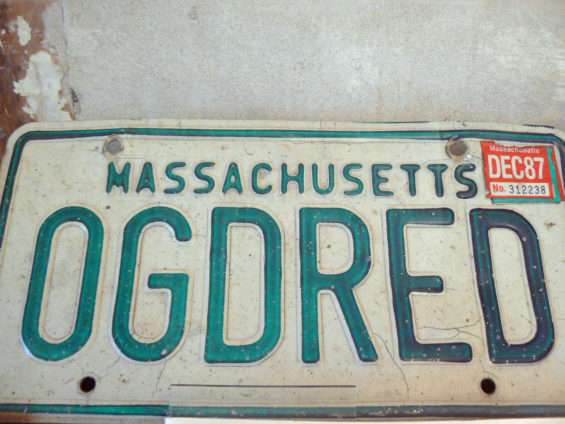 MASSACHUSETTS
Massachusetts
DEC87
No. 312238
OGDRED